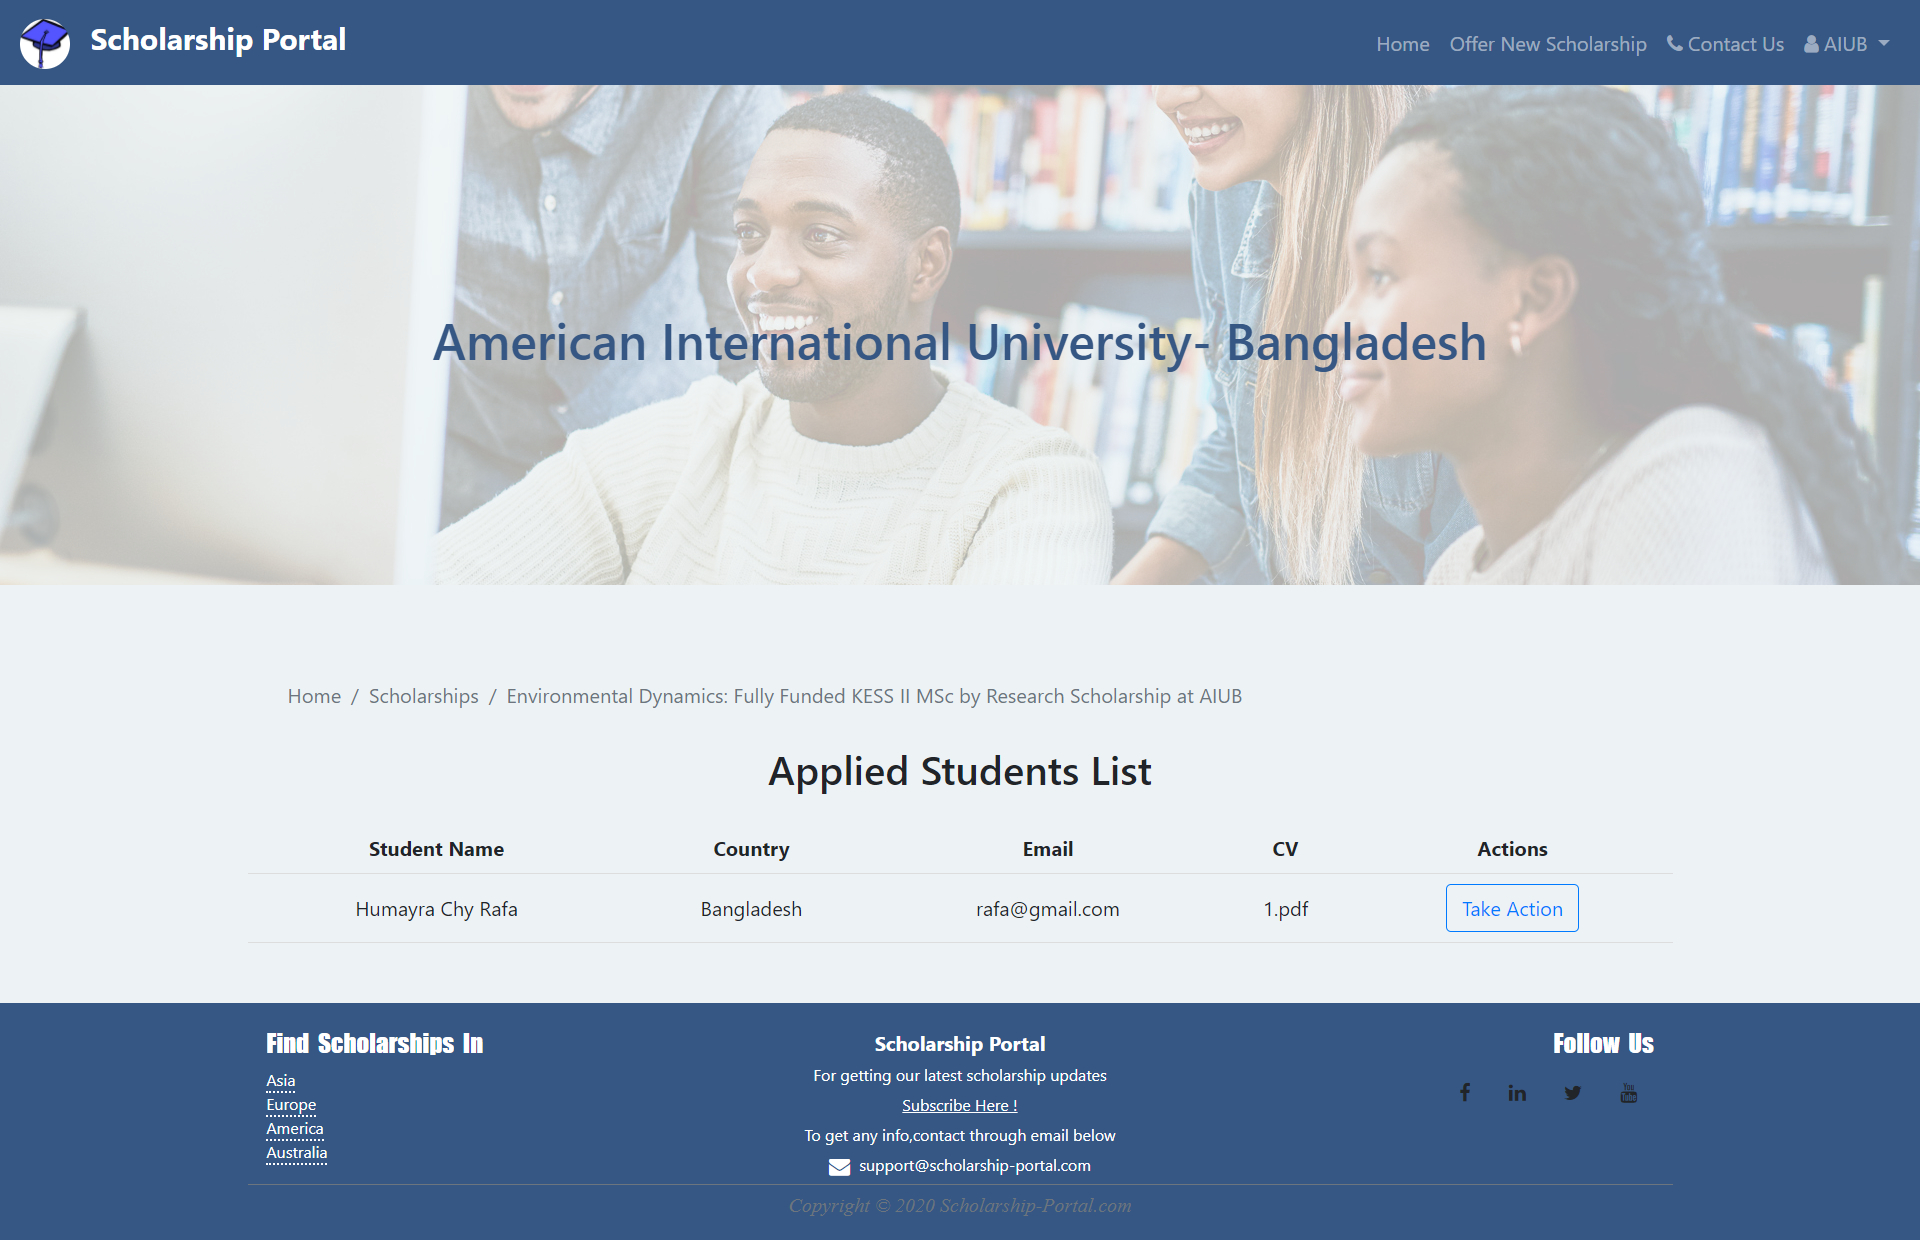 Scholarship Portal
Home Offer New Scholarship Contact Us AIUB
American International University- Bangladesh
Home / Scholarships / Environmental Dynamics: Fully Funded KESS II MSc by Research Scholarship at AIUB
Applied Students List
Student Name Country Email CV Actions
Humayra Chy Rafa Bangladesh rafa@gmail.com 1.pdf Take Action
Find Scholarships In
Asia
Europe
America
Australia
Scholarship Portal
For getting our latest scholarship updates
Subscribe Here !
To get any info,contact through email below
support@scholarship-portal.com
Follow Us
You Tube
Copyright © 2020 Scholarship-Portal.com